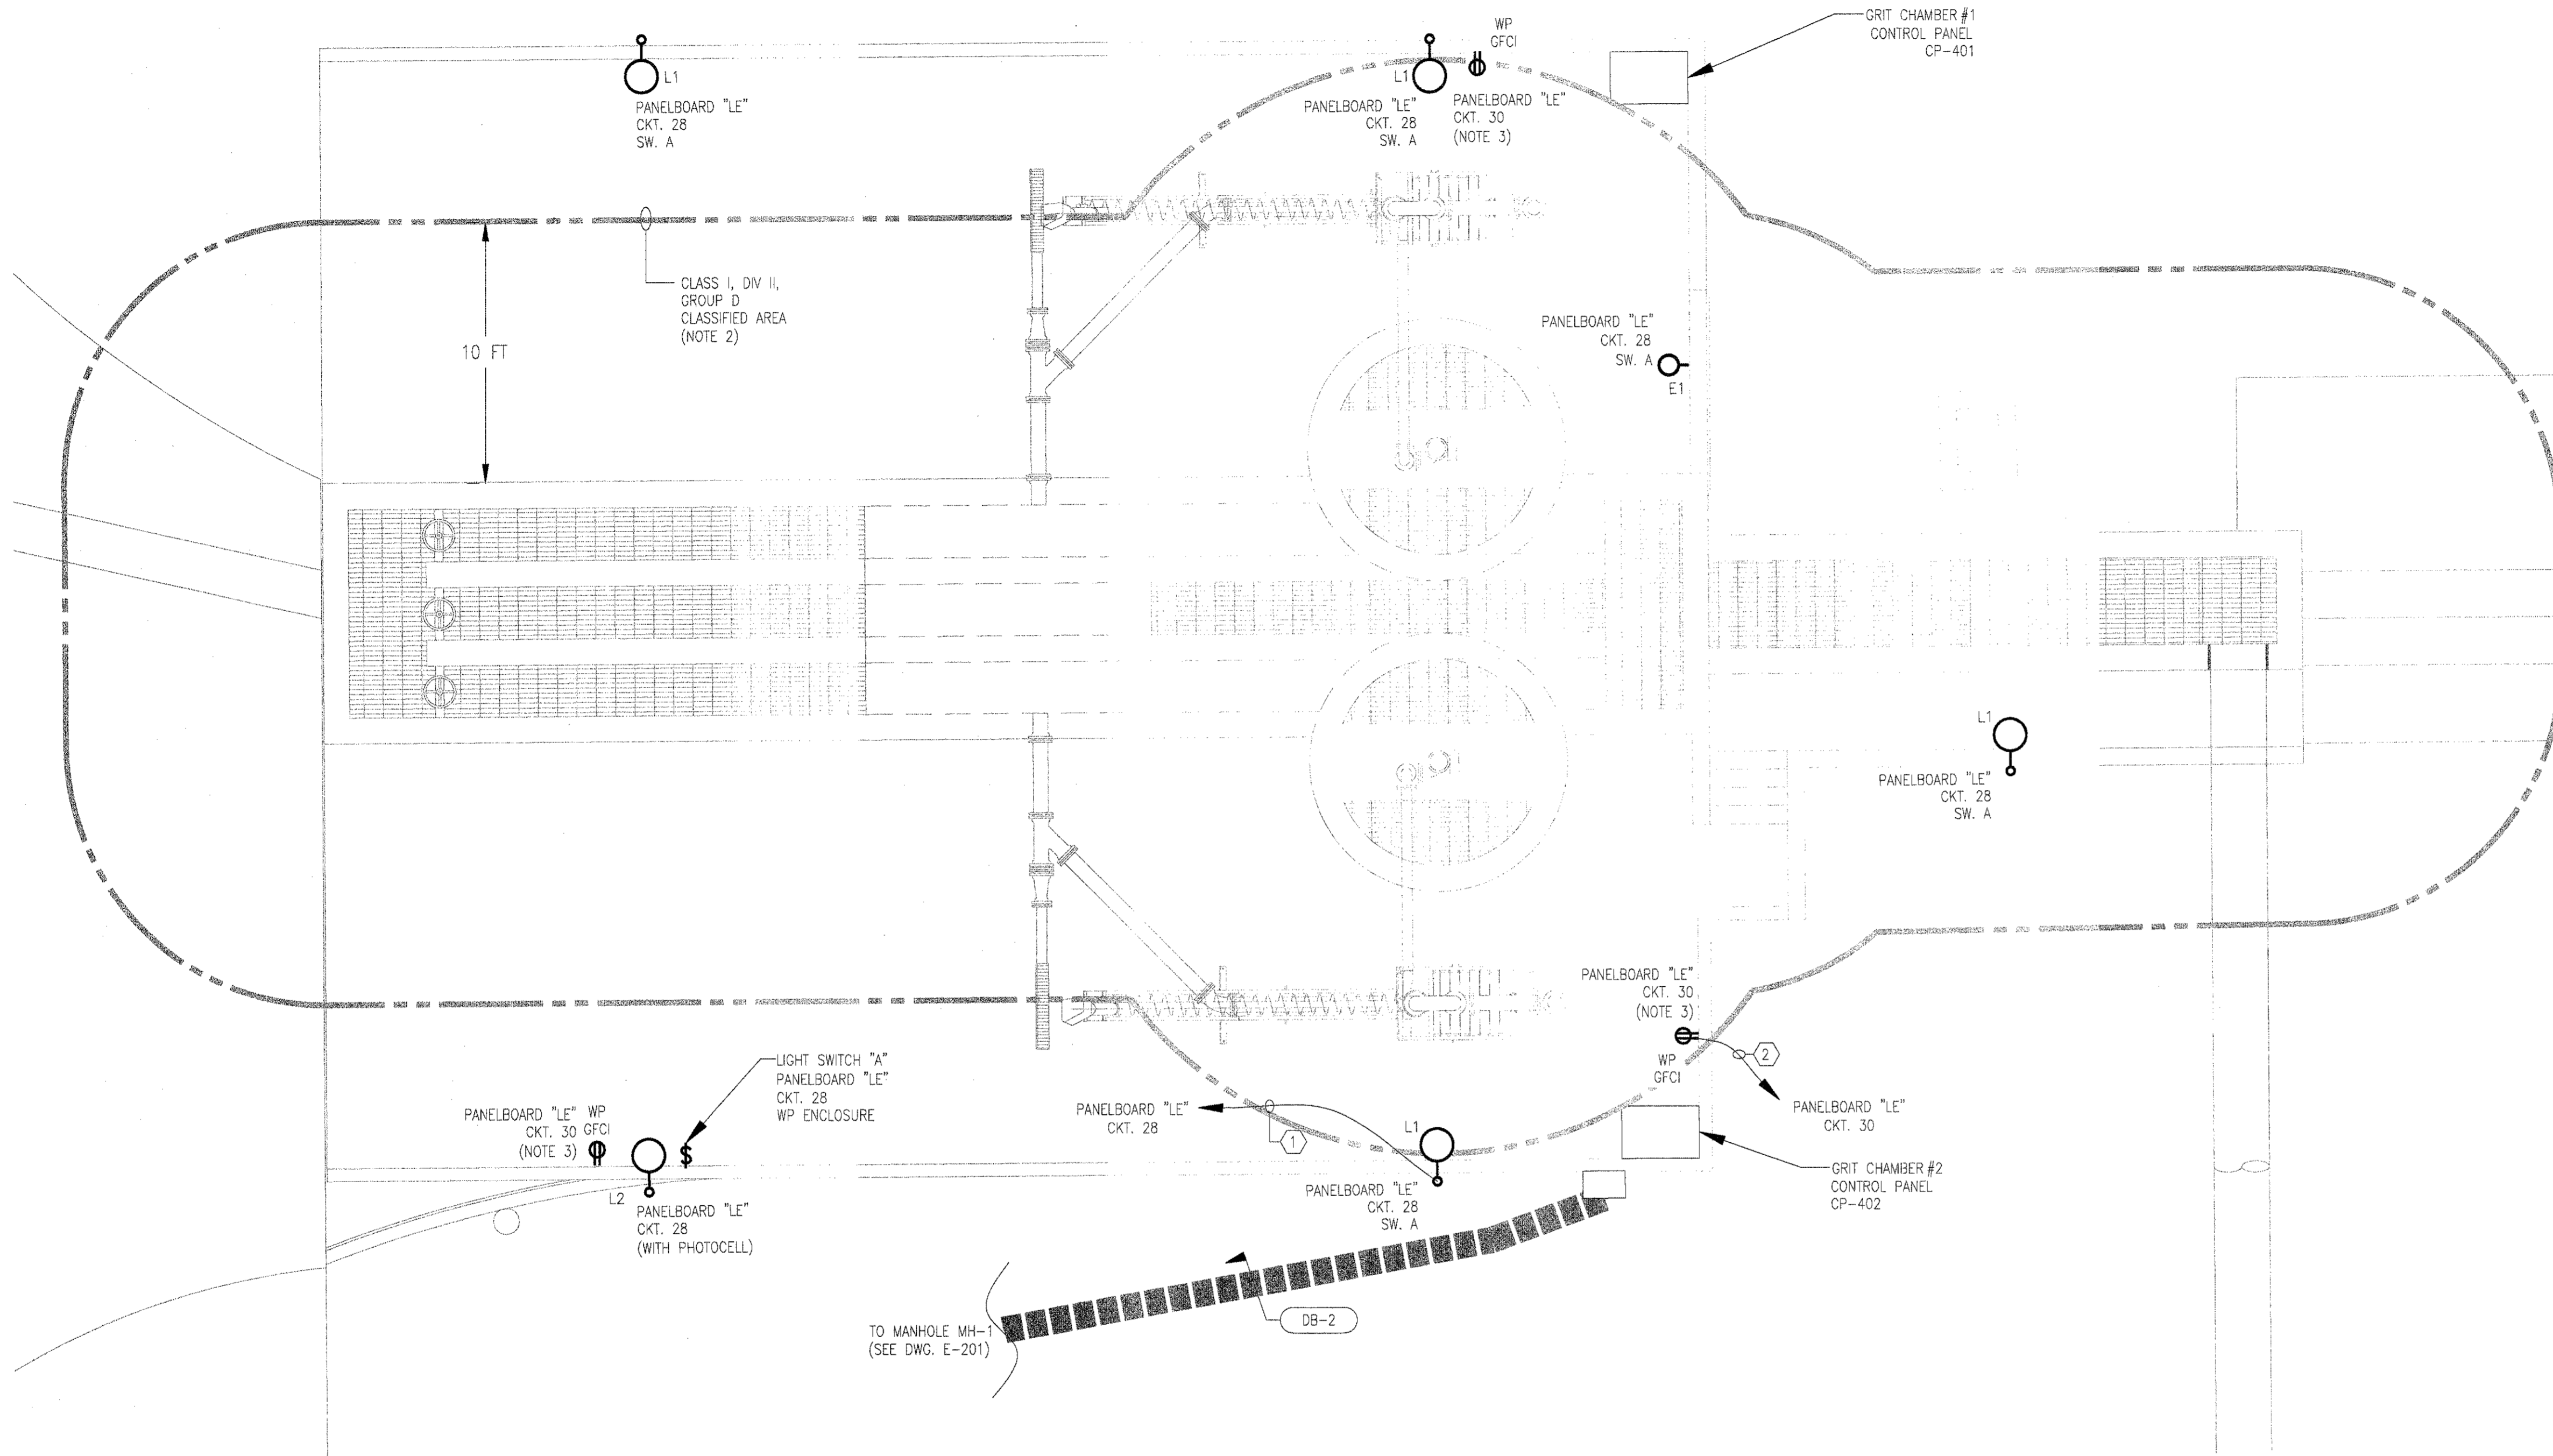 GRIT CHAMBER #1
CONTROL PANEL
CP-401
WP
GFCI
L1
PANELBOARD "LE"
CKT. 28
SW. A
L1
PANELBOARD "LE"
CKT. 28
SW. A
PANELBOARD "LE"
CKT. 30
(NOTE 3)
CLASS I, DIV II,
GROUP D
CLASSIFIED AREA
(NOTE 2)
10 FT
PANELBOARD "LE"
CKT. 28
SW. A
E1
L1
PANELBOARD "LE"
CKT. 28
SW. A
PANELBOARD "LE"
CKT. 30
(NOTE 3)
WP
GFCI
2
PANELBOARD "LE"
CKT. 30
LIGHT SWITCH "A"
PANELBOARD "LE"
CKT. 28
WP ENCLOSURE
PANELBOARD "LE"
CKT. 30
(NOTE 3)
WP
GFCI
$
L2
PANELBOARD "LE"
CKT. 28
(WITH PHOTOCELL)
PANELBOARD "LE"
CKT. 28
1
L1
PANELBOARD "LE"
CKT. 28
SW. A
GRIT CHAMBER #2
CONTROL PANEL
CP-402
DB-2
TO MANHOLE MH-1
(SEE DWG. E-201)